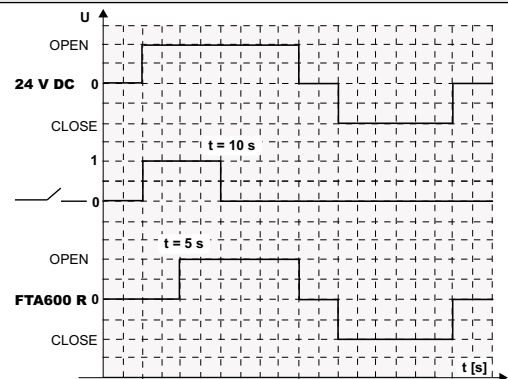 U
OPEN
24 V DC 0
CLOSE
t = 10 s
1
0
t = 5 s
OPEN
FTA600 R 0
CLOSE
t [s]